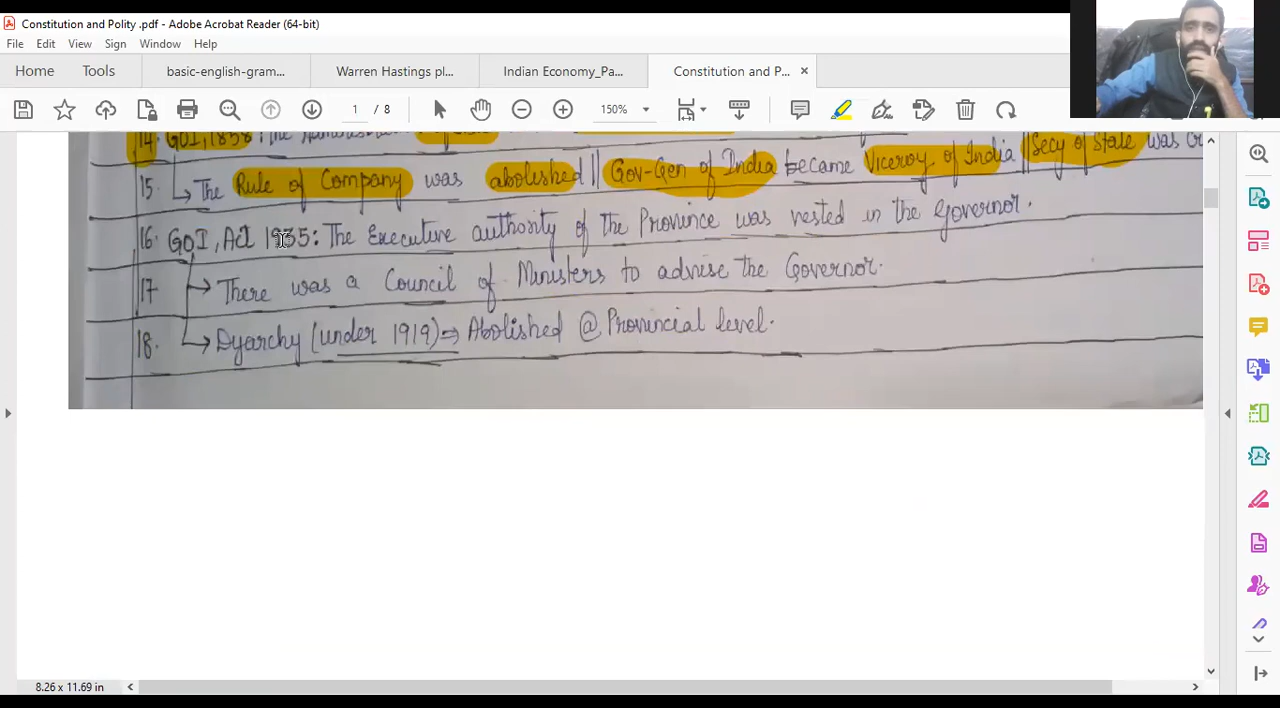 Constitution and Polity .pdf - Adobe Acrobat Reader (64-bit)
File Edit View Sign Window Help
Home Tools basic-english-gram... Warren Hastings pl... Indian Economy_Pa... Constitution and P... ×
1 / 8 150%
14. GOI, 1858: The
15. The Rule of Company was abolished || Gov-Gen of India became Viceroy of India || Secy of State was
16. GOI, Act 1935: The Executive authority of the Province was vested in the Governor.
17 → There was a Council of Ministers to advise the Governor.
18. → Dyarchy (under 1919) ⇒ Abolished @ Provincial level.
8.26 x 11.69 in